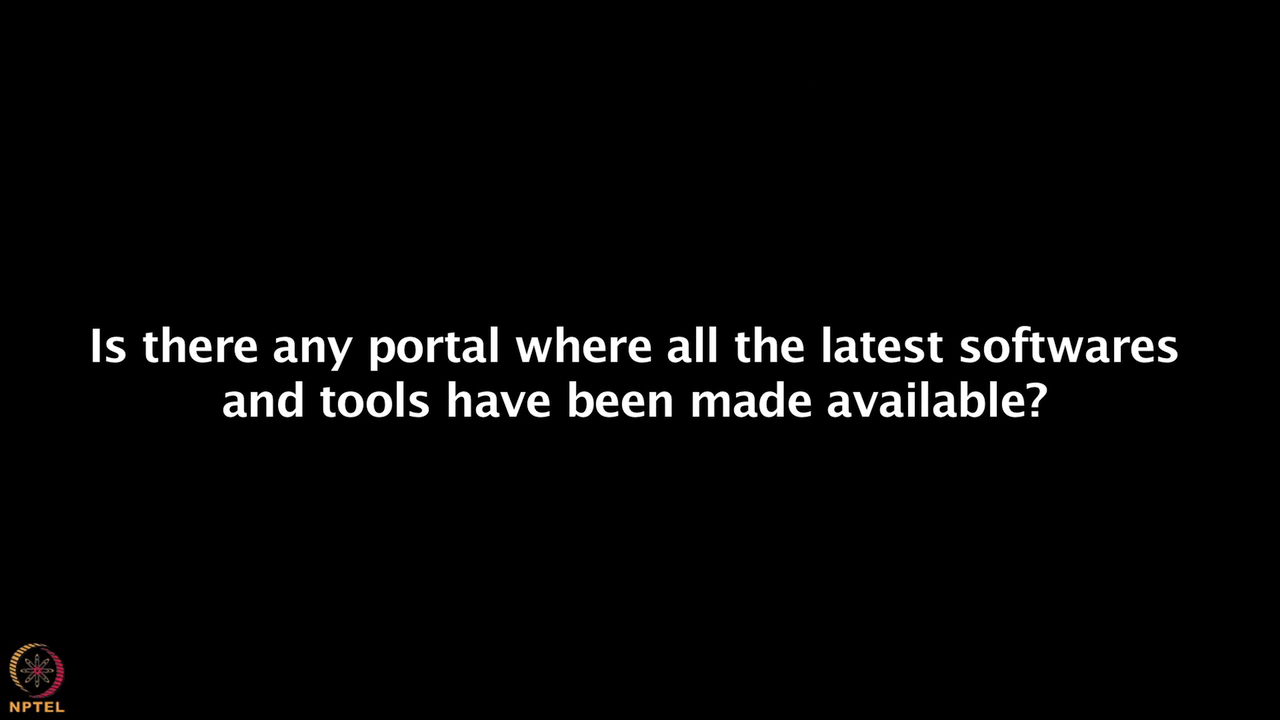 Is there any portal where all the latest softwares
and tools have been made available?
NPTEL